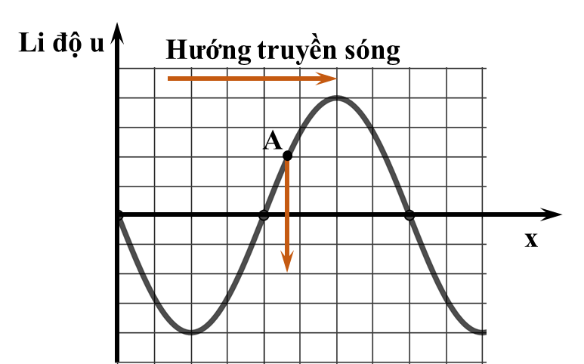 Li độ u
Hướng truyền sóng
A
x